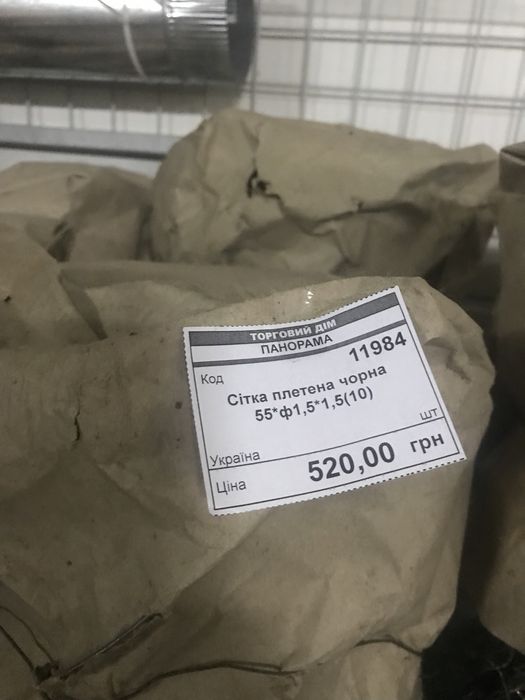 ТОРГОВИЙ ДІМ
ПАНОРАМА
Код 11984
Сітка плетена чорна
55*ф1,5*1,5(10)
шт
Україна
Ціна 520,00 грн